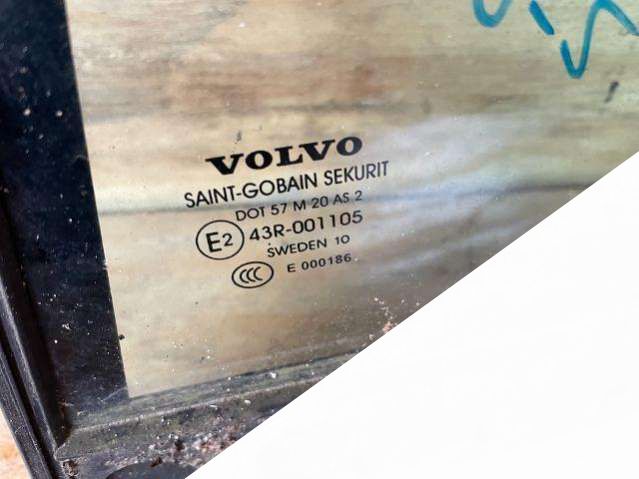 VOLVO
SAINT-GOBAIN SEKURIT
DOT 57 M 20 AS 2
E2 43R-001105
SWEDEN 10
CCC E 000186